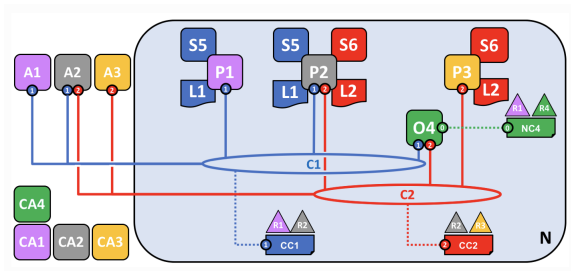 S5 S5 S6 S6
A1 A2 A3 P1 P2 P3
1 1 2 2 L1 1 L1 1 2 L2 2 L2
R1 R4
O4 0 0 NC4
1 2
C1
C2
CA4
R1 R2 R2 R3
CA1 CA2 CA3 1 CC1 2 CC2 N